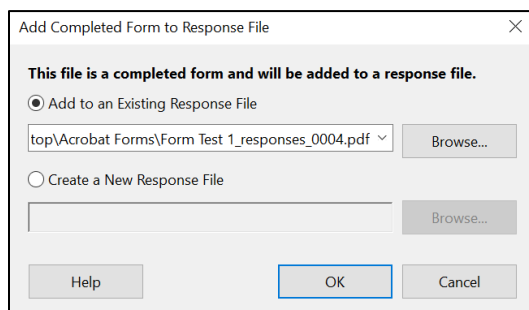 Add Completed Form to Response File
This file is a completed form and will be added to a response file.
Add to an Existing Response File
top\Acrobat Forms\Form Test 1_responses_0004.pdf
Browse...
Create a New Response File
Browse...
Help
OK
Cancel